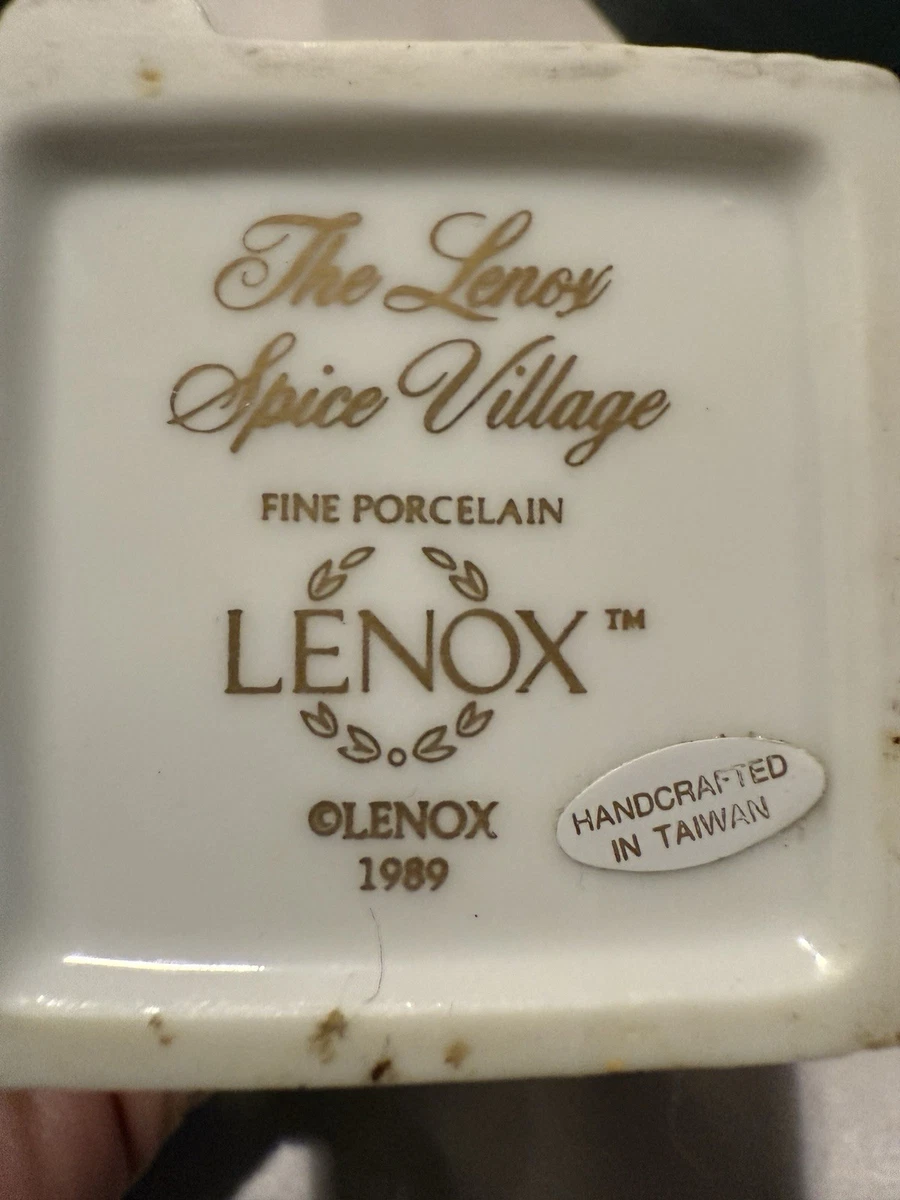 The Lenox
Spice Village
FINE PORCELAIN
LENOX™
©LENOX
1989
HANDCRAFTED
IN TAIWAN